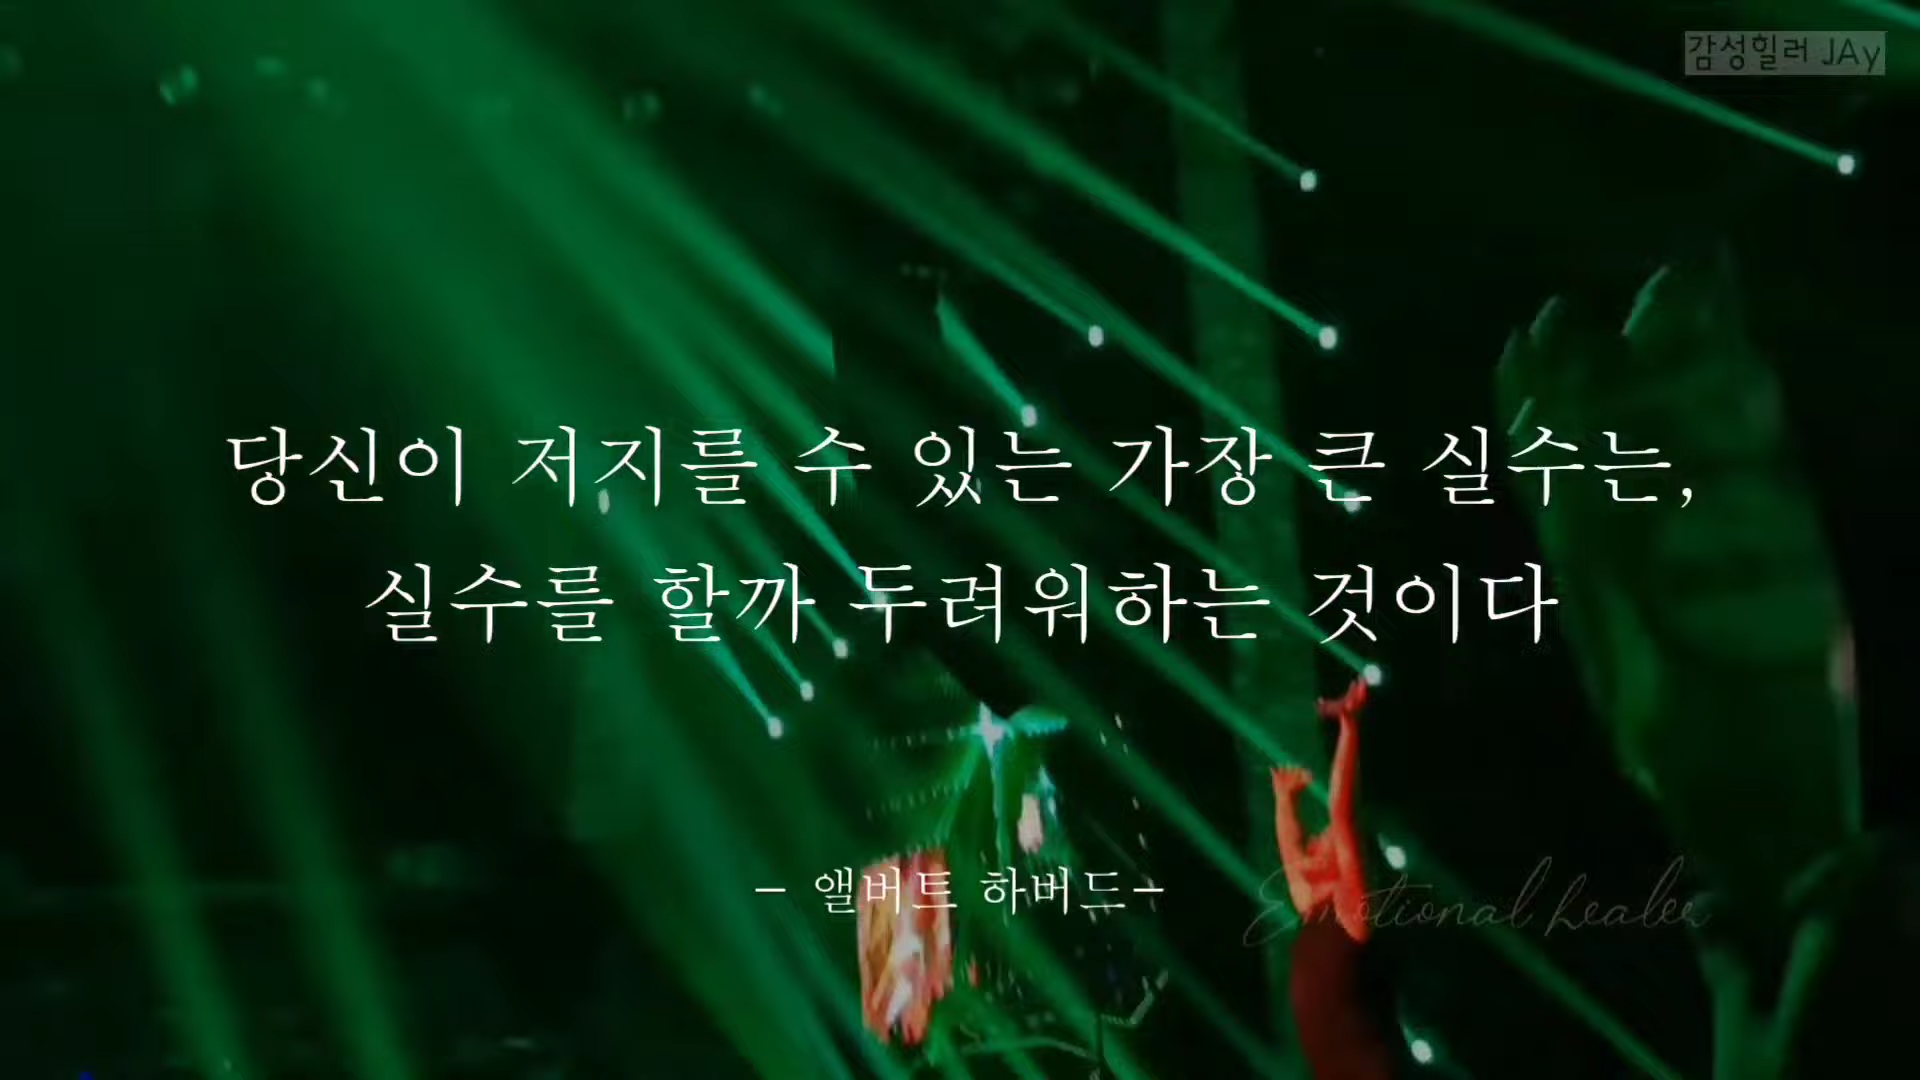 감성힐러 JAy
당신이 저지를 수 있는 가장 큰 실수는,
실수를 할까 두려워하는 것이다
- 앨버트 하버드-
Emotional healer